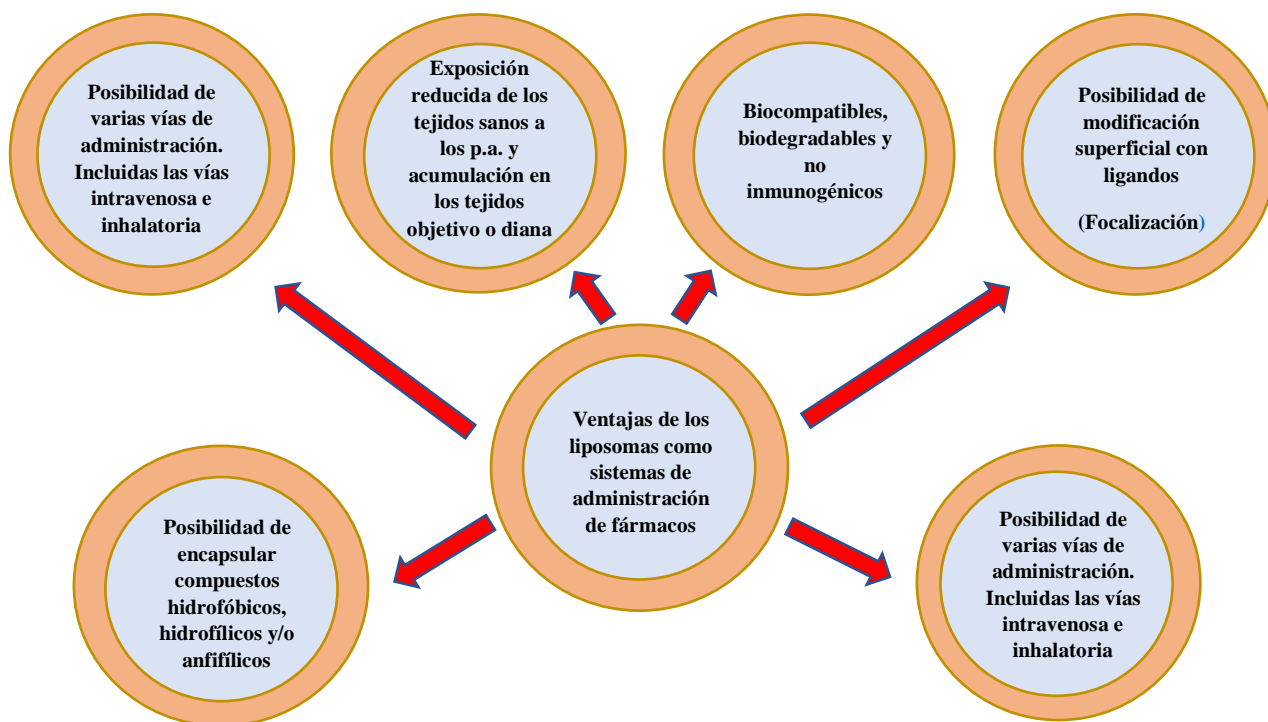 Posibilidad de
varias vías de
administración.
Incluidas las vías
intravenosa e
inhalatoria
Exposición
reducida de los
tejidos sanos a
los p.a. y
acumulación en
los tejidos
objetivo o diana
Biocompatibles,
biodegradables y
no
inmunogénicos
Posibilidad de
modificación
superficial con
ligandos
(Focalización)
Ventajas de los
liposomas como
sistemas de
administración
de fármacos
Posibilidad de
encapsular
compuestos
hidrofóbicos,
hidrofílicos y/o
anfifílicos
Posibilidad de
varias vías de
administración.
Incluidas las vías
intravenosa e
inhalatoria